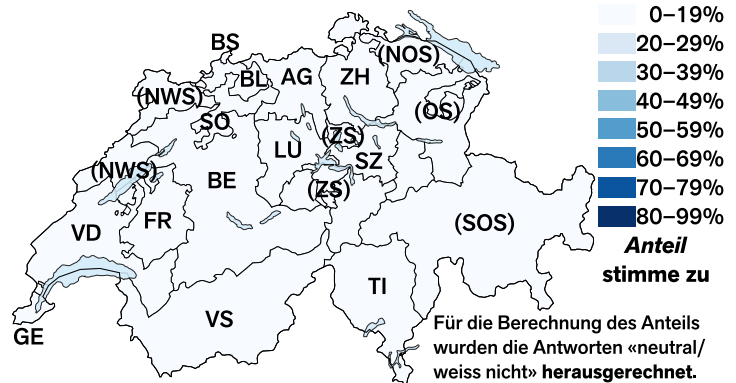 0–19%
20–29%
30–39%
40–49%
50–59%
60–69%
70–79%
80–99%
Anteil
stimme zu
BS
(NOS)
BL
AG
ZH
(NWS)
(OS)
SO
(ZS)
LU
SZ
(NWS)
BE
(ZS)
FR
VD
(SOS)
TI
VS
GE
Für die Berechnung des Anteils
wurden die Antworten «neutral/
weiss nicht» herausgerechnet.